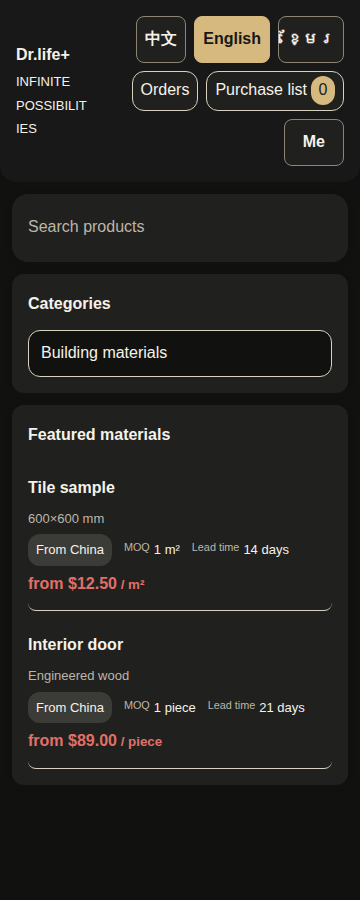 Dr.life+
INFINITE
POSSIBILIT
IES
中文
English
ខ្មែរ
Orders
Purchase list 0
Me
Search products
Categories
Building materials
Featured materials
Tile sample
600×600 mm
From China MOQ 1 m² Lead time 14 days
from $12.50 / m²
Interior door
Engineered wood
From China MOQ 1 piece Lead time 21 days
from $89.00 / piece